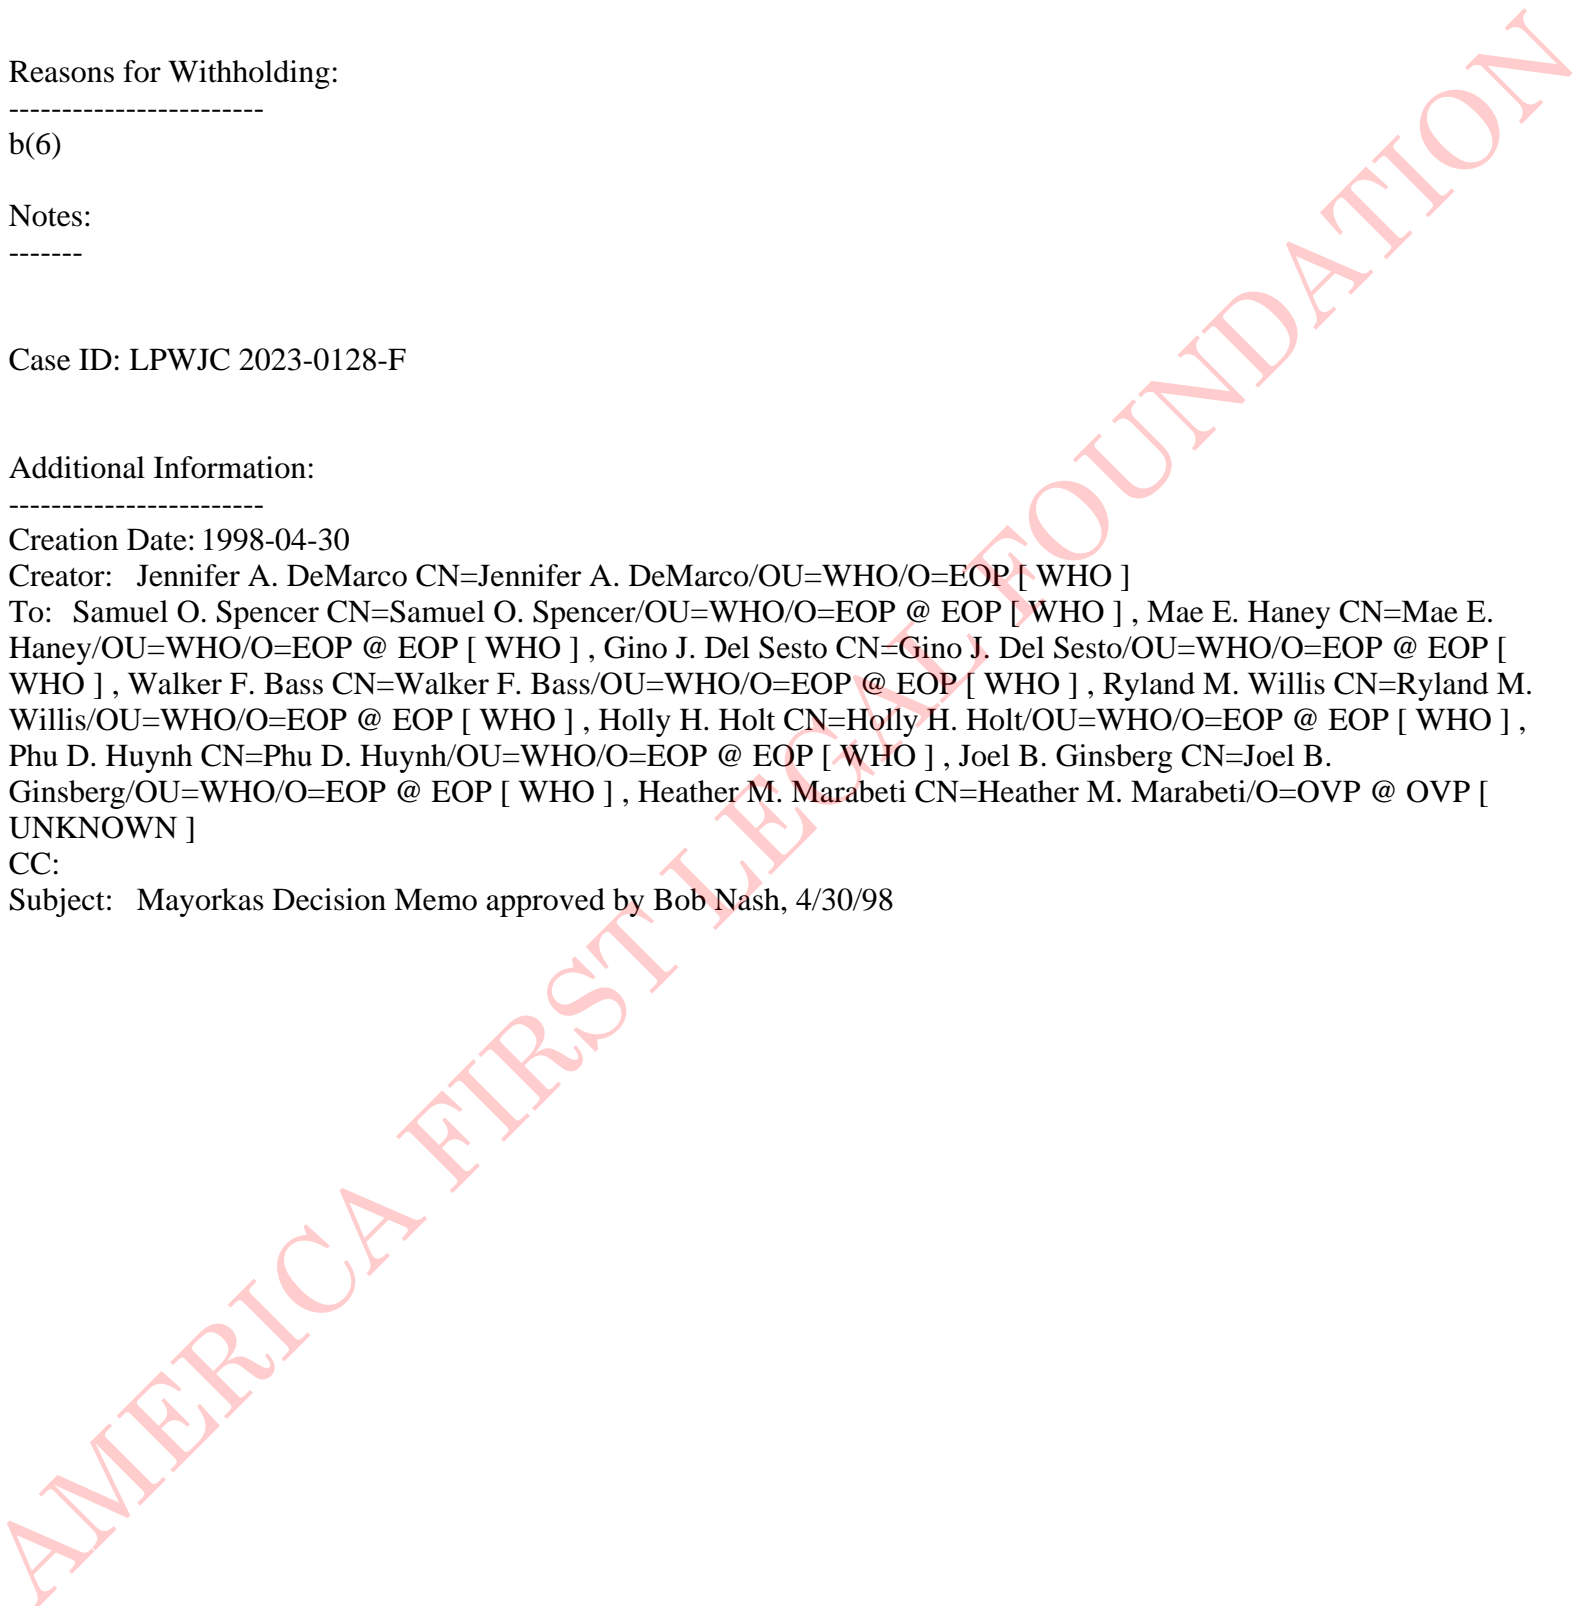 Reasons for Withholding:
------------------------
b(6)
Notes:
-------
Case ID: LPWJC 2023-0128-F
Additional Information:
------------------------
Creation Date: 1998-04-30
Creator: Jennifer A. DeMarco CN=Jennifer A. DeMarco/OU=WHO/O=EOP [ WHO ]
To: Samuel O. Spencer CN=Samuel O. Spencer/OU=WHO/O=EOP @ EOP [ WHO ] , Mae E. Haney CN=Mae E.
Haney/OU=WHO/O=EOP @ EOP [ WHO ] , Gino J. Del Sesto CN=Gino J. Del Sesto/OU=WHO/O=EOP @ EOP [
WHO ] , Walker F. Bass CN=Walker F. Bass/OU=WHO/O=EOP @ EOP [ WHO ] , Ryland M. Willis CN=Ryland M.
Willis/OU=WHO/O=EOP @ EOP [ WHO ] , Holly H. Holt CN=Holly H. Holt/OU=WHO/O=EOP @ EOP [ WHO ] ,
Phu D. Huynh CN=Phu D. Huynh/OU=WHO/O=EOP @ EOP [ WHO ] , Joel B. Ginsberg CN=Joel B.
Ginsberg/OU=WHO/O=EOP @ EOP [ WHO ] , Heather M. Marabeti CN=Heather M. Marabeti/O=OVP @ OVP [
UNKNOWN ]
CC:
Subject: Mayorkas Decision Memo approved by Bob Nash, 4/30/98
AMERICA FIRST LEGAL FOUNDATION